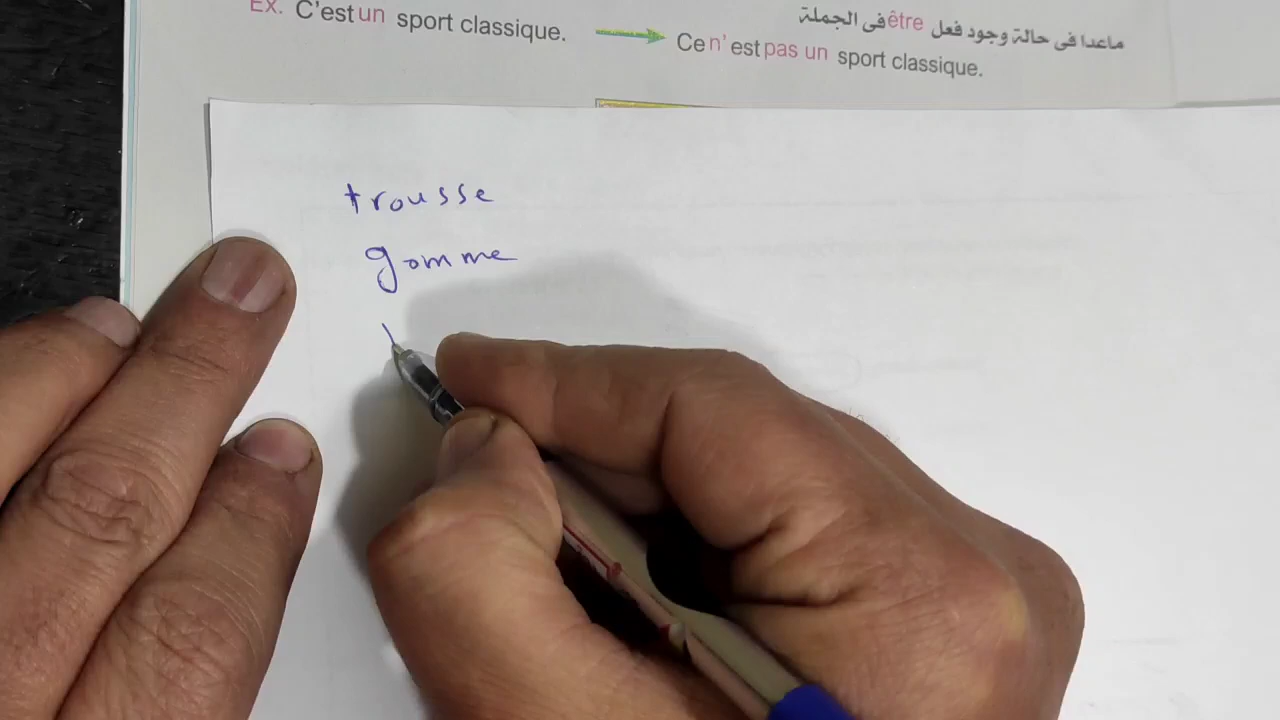 Ex. C'est un sport classique.
ماعدا فى حالة وجود فعل être فى الجملة
Ce n' est pas un sport classique.
trousse
gomme